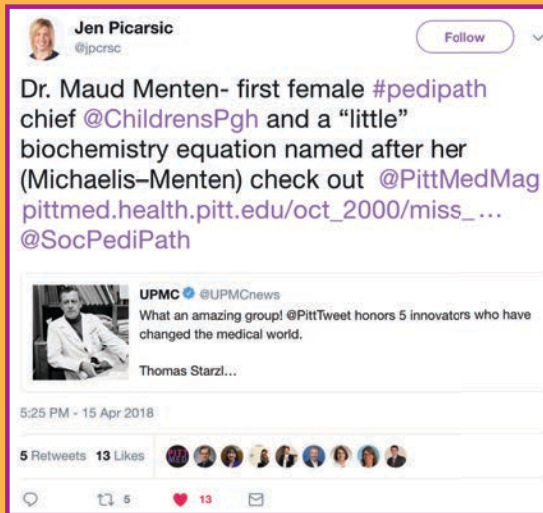 Jen Picarsic
@jpcrsc
Follow
Dr. Maud Menten- first female #pedipath
chief @ChildrensPgh and a “little”
biochemistry equation named after her
(Michaelis–Menten) check out @PittMedMag
pittmed.health.pitt.edu/oct_2000/miss_ …
@SocPediPath
UPMC @UPMCnews
What an amazing group! @PittTweet honors 5 innovators who have
changed the medical world.
Thomas Starzl...
5:25 PM - 15 Apr 2018
5 Retweets 13 Likes
PITT
MED
5 13